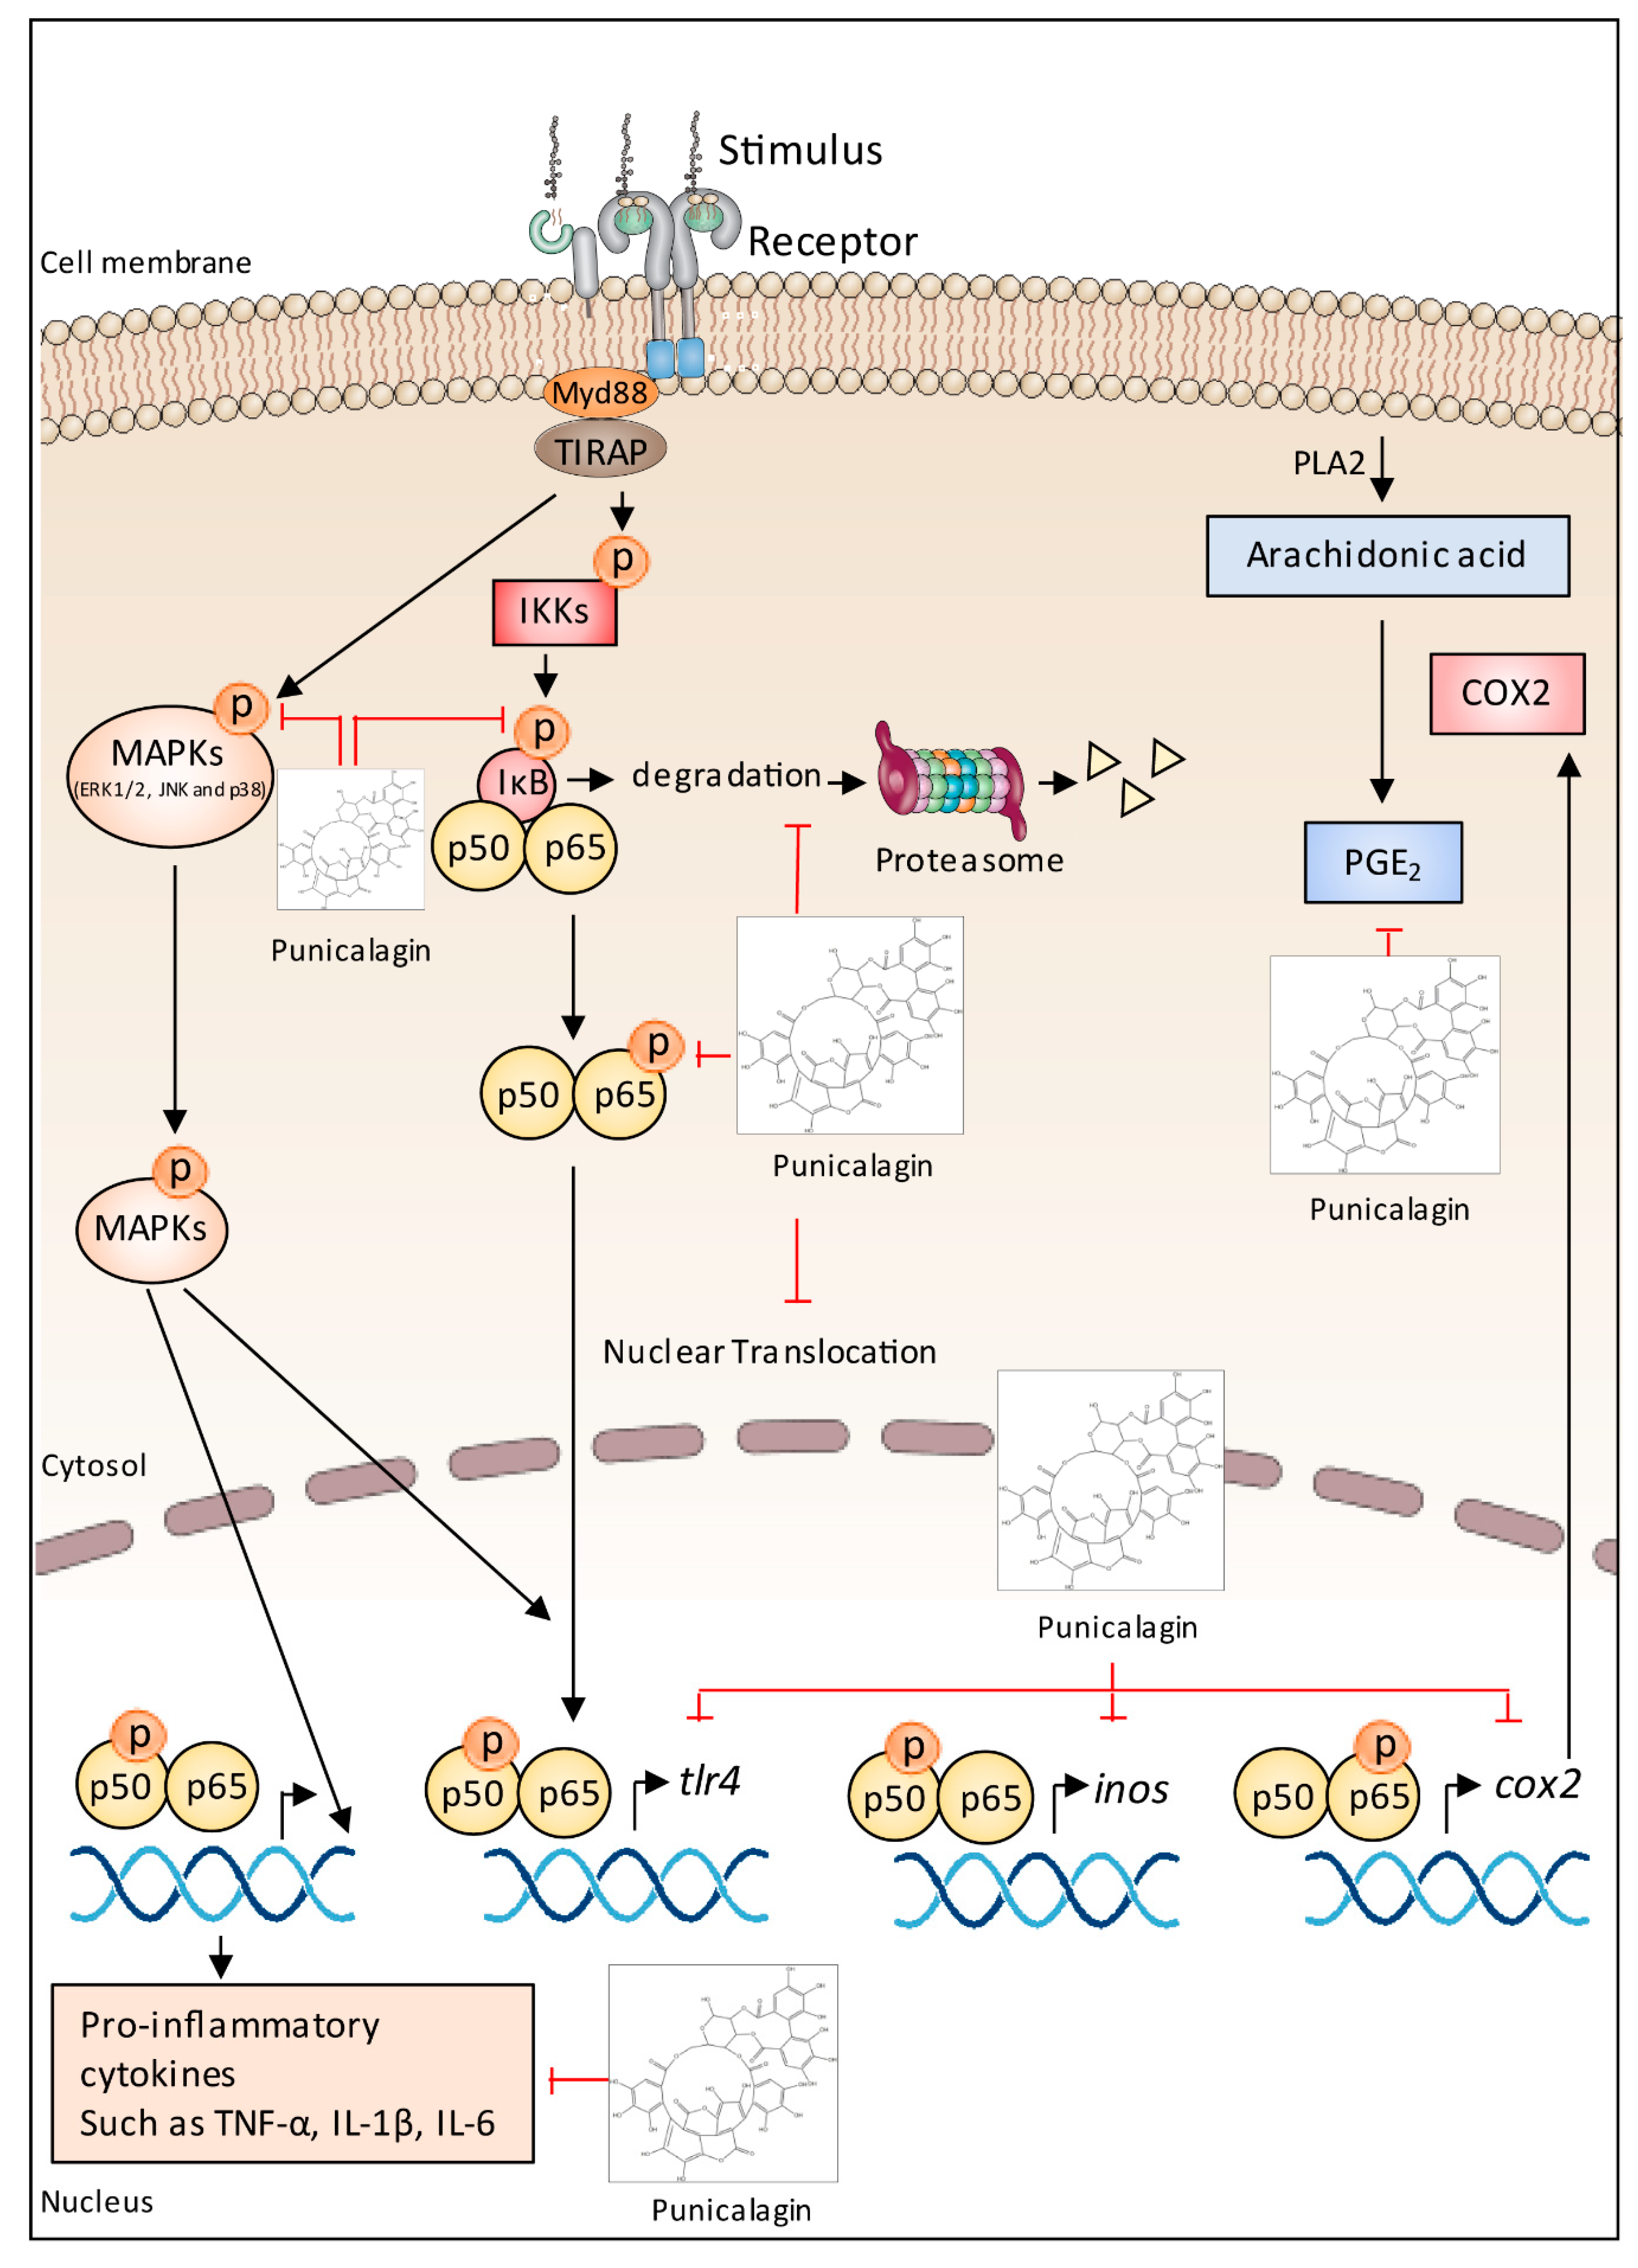 Stimulus
Receptor
Cell membrane
Myd88
TIRAP
PLA2
p
Arachidonic acid
IKKs
COX2
p
p
MAPKs
(ERK1/2, JNK and p38)
IκB
degradation
p50
p65
Proteasome
PGE₂
Punicalagin
p
p50
p65
Punicalagin
p
MAPKs
Punicalagin
Nuclear Translocation
Cytosol
Punicalagin
p
p50
p65
p
p50
p65
tlr4
p
p50
p65
inos
p
p50
p65
cox2
Pro-inflammatory
cytokines
Such as TNF-α, IL-1β, IL-6
Nucleus
Punicalagin